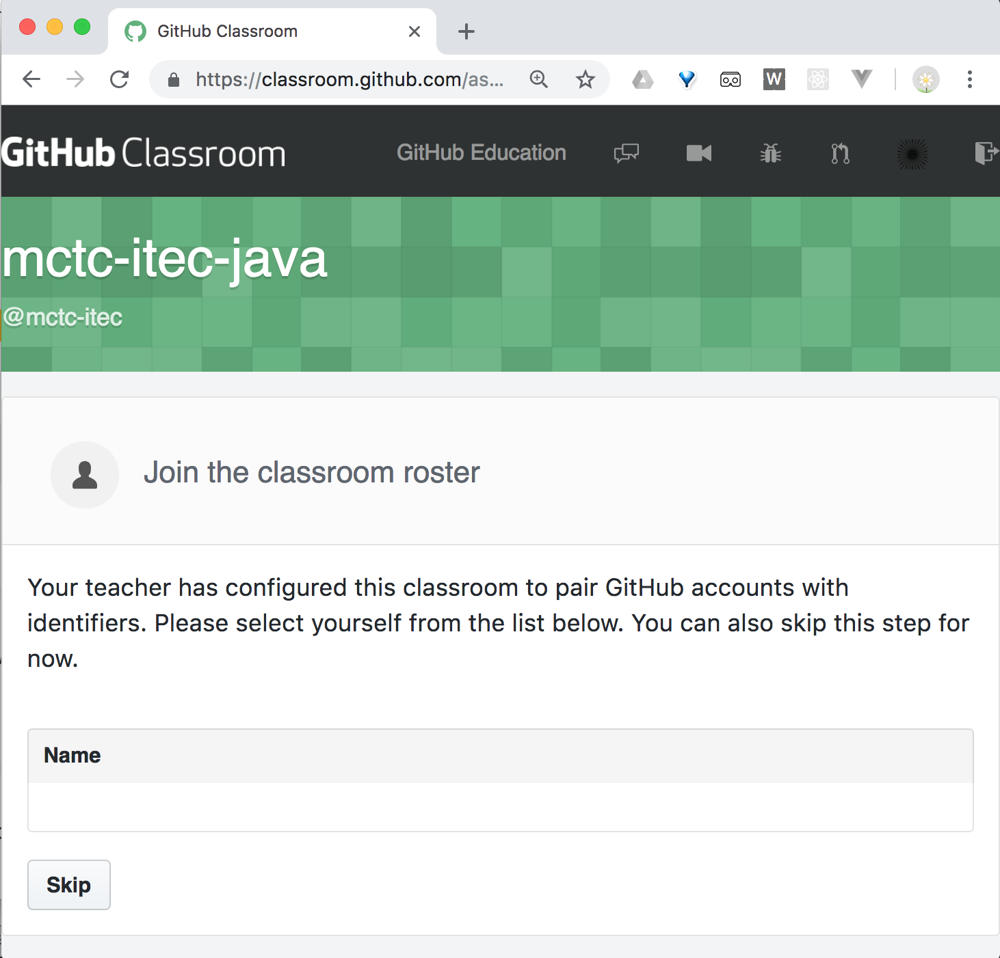 GitHub Classroom
https://classroom.github.com/as...
W
GitHub Classroom
GitHub Education
mctc-itec-java
@mctc-itec
Join the classroom roster
Your teacher has configured this classroom to pair GitHub accounts with
identifiers. Please select yourself from the list below. You can also skip this step for
now.
Name
Skip